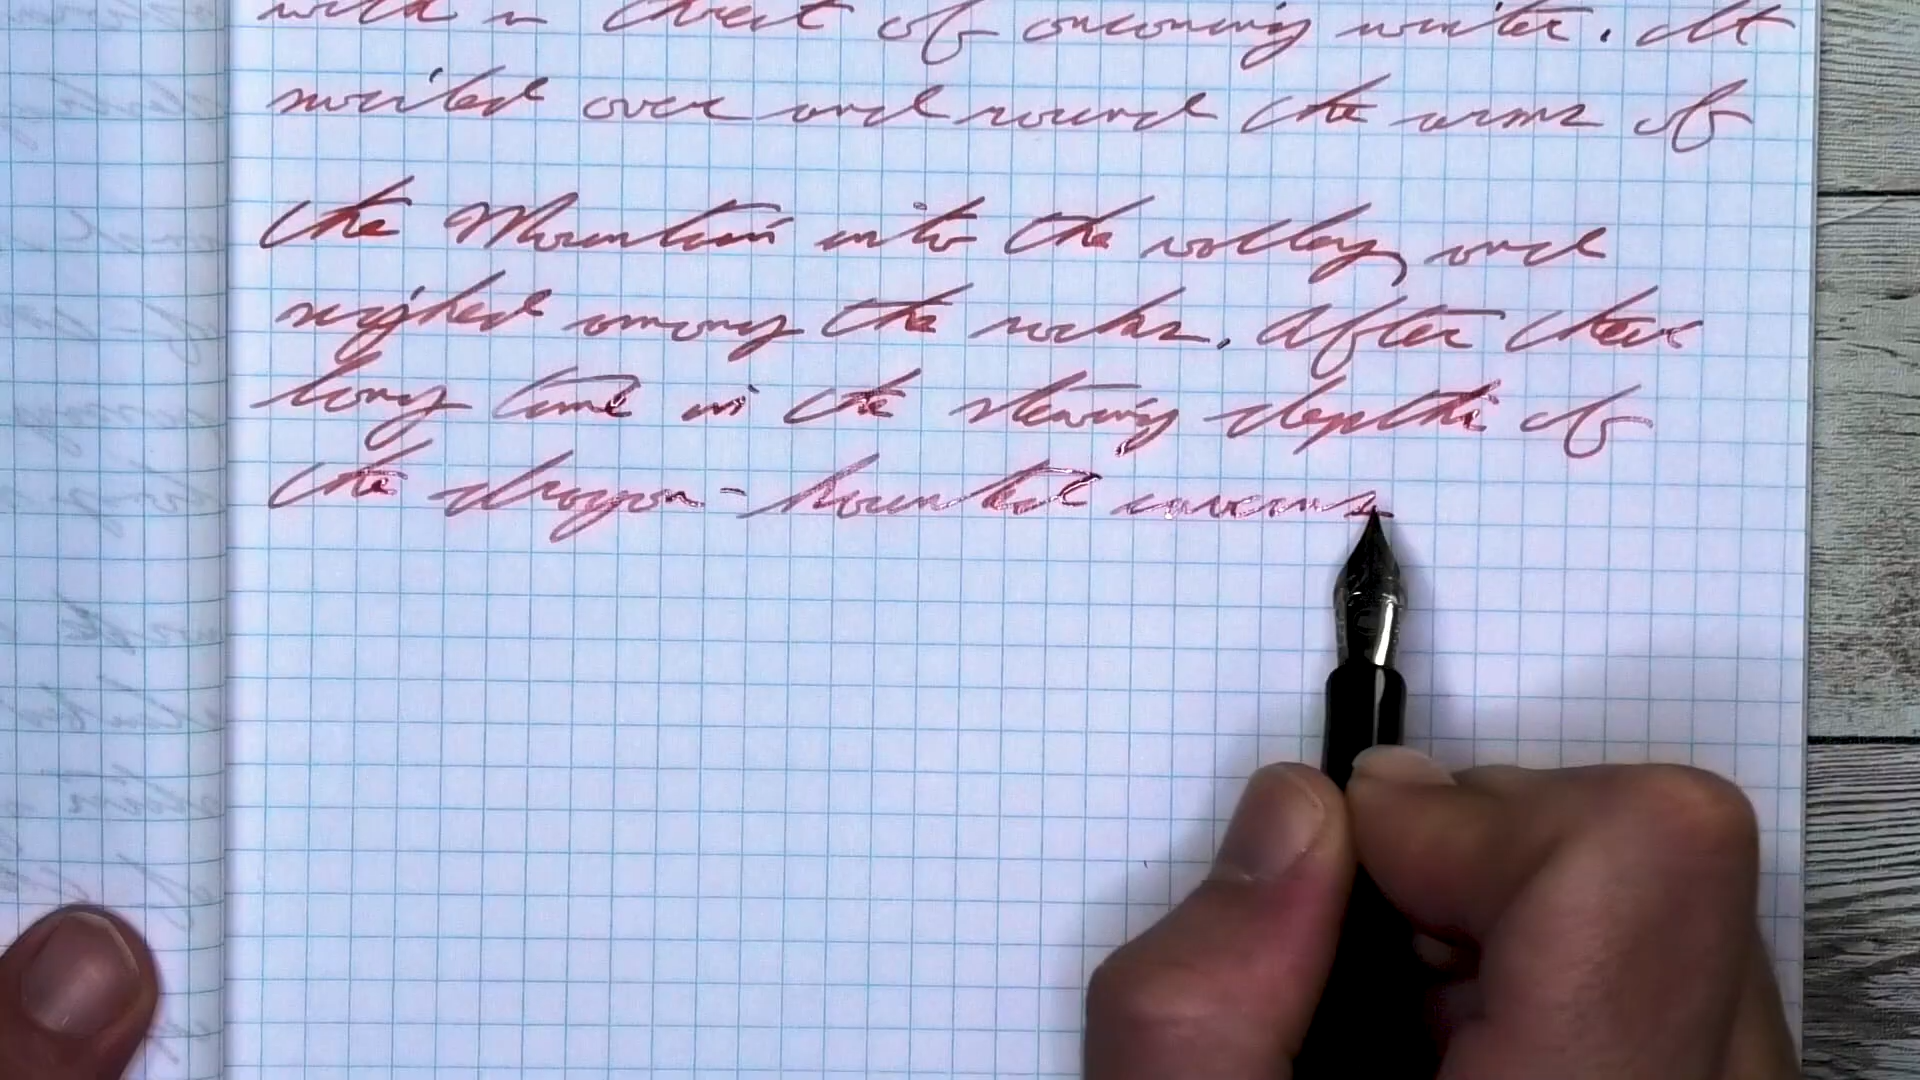 with a threat of oncoming winter. It
swirled over and round the arms of
the Mountain into the valley, and
sighed among the rocks. After their
long time in the stewing depths of
the dragon-haunted caverns